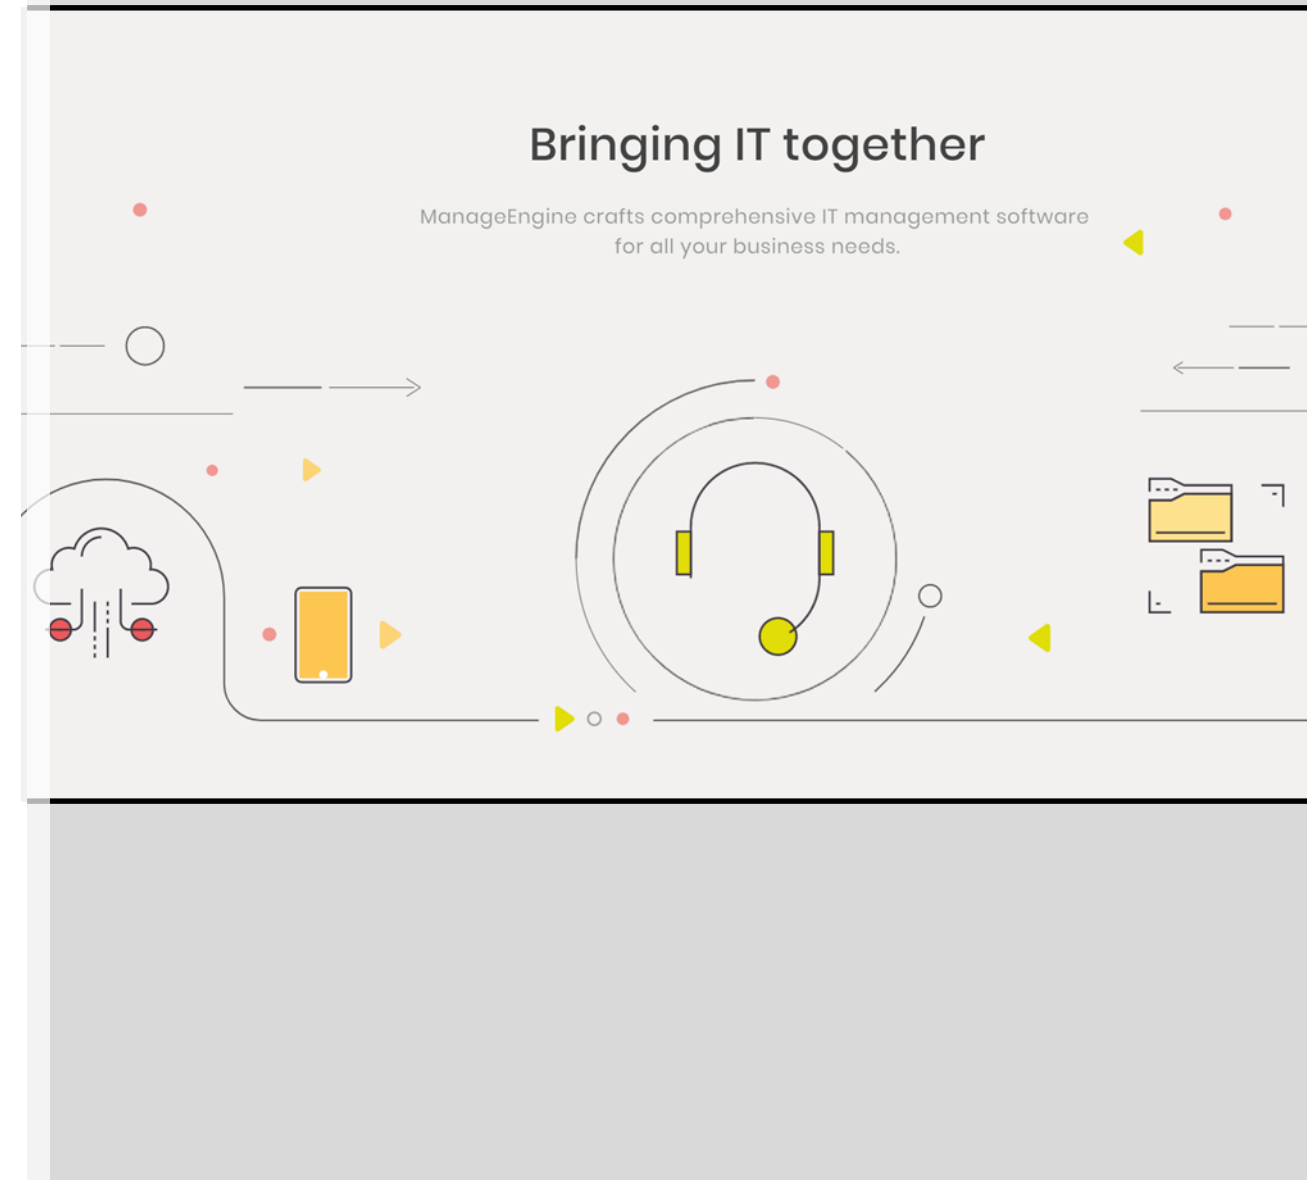 Bringing IT together
ManageEngine crafts comprehensive IT management software
for all your business needs.